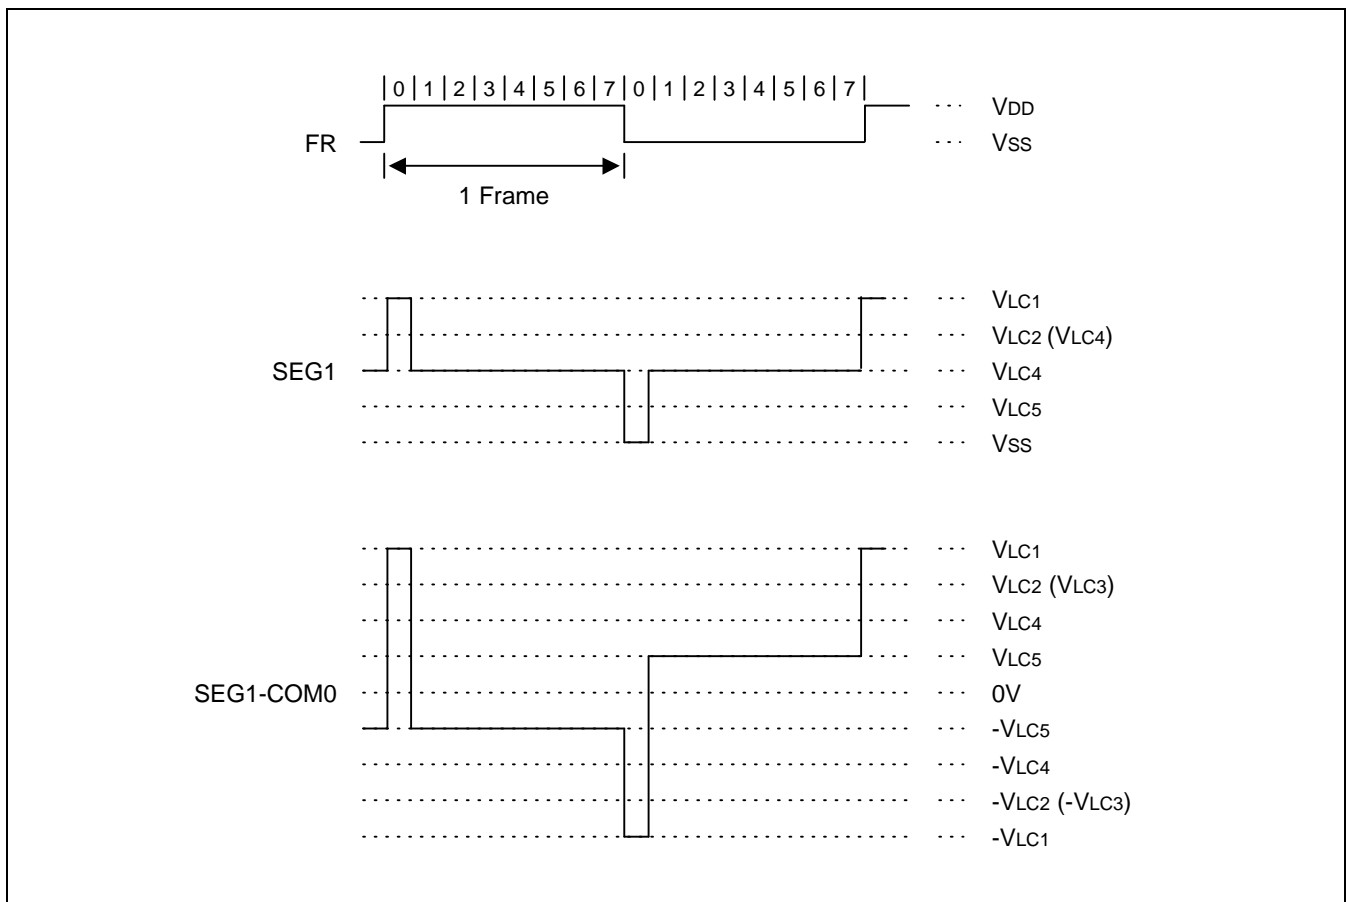 |0|1|2|3|4|5|6|7|0|1|2|3|4|5|6|7|
VDD
FR
VSS
1 Frame
VLC1
VLC2 (VLC4)
SEG1
VLC4
VLC5
VSS
VLC1
VLC2 (VLC3)
VLC4
VLC5
SEG1-COM0
0V
-VLC5
-VLC4
-VLC2 (-VLC3)
-VLC1